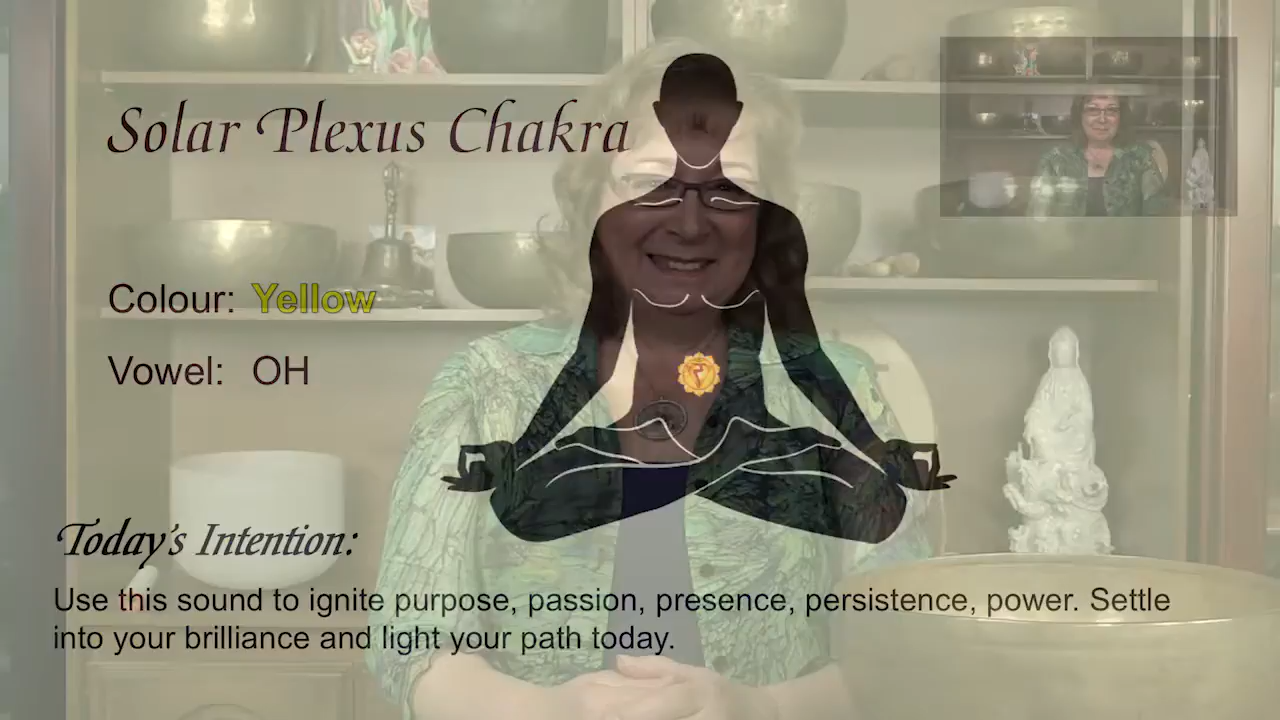 Solar Plexus Chakra
Colour: Yellow
Vowel: OH
Today's Intention:
Use this sound to ignite purpose, passion, presence, persistence, power. Settle
into your brilliance and light your path today.